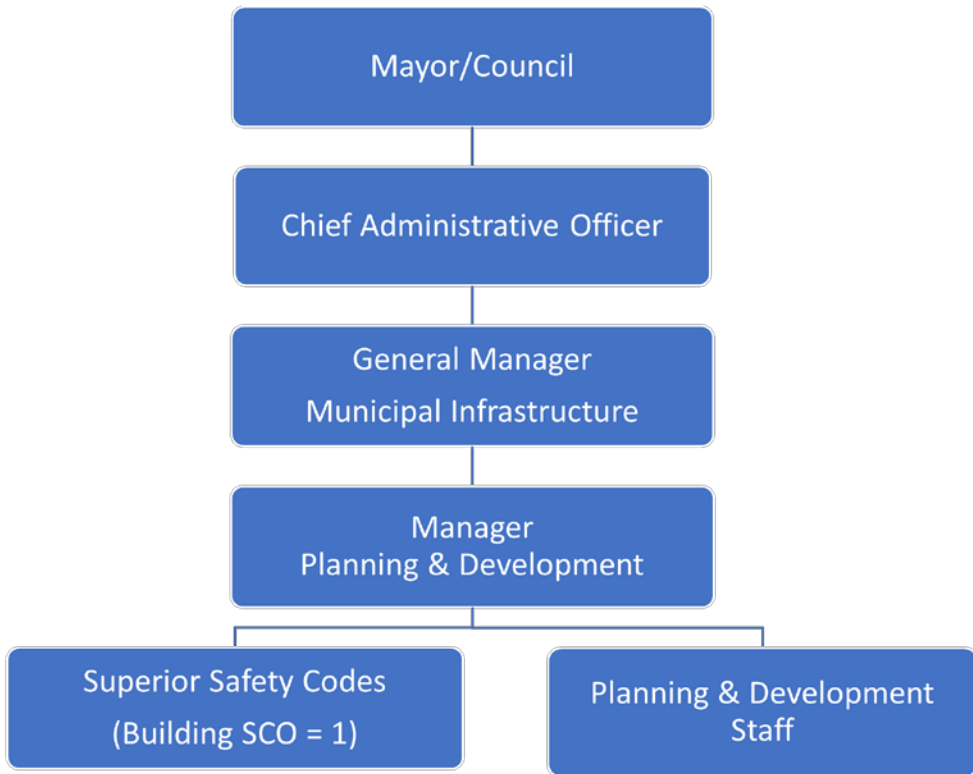 Mayor/Council
Chief Administrative Officer
General Manager
Municipal Infrastructure
Manager
Planning & Development
Superior Safety Codes
(Building SCO = 1)
Planning & Development
Staff